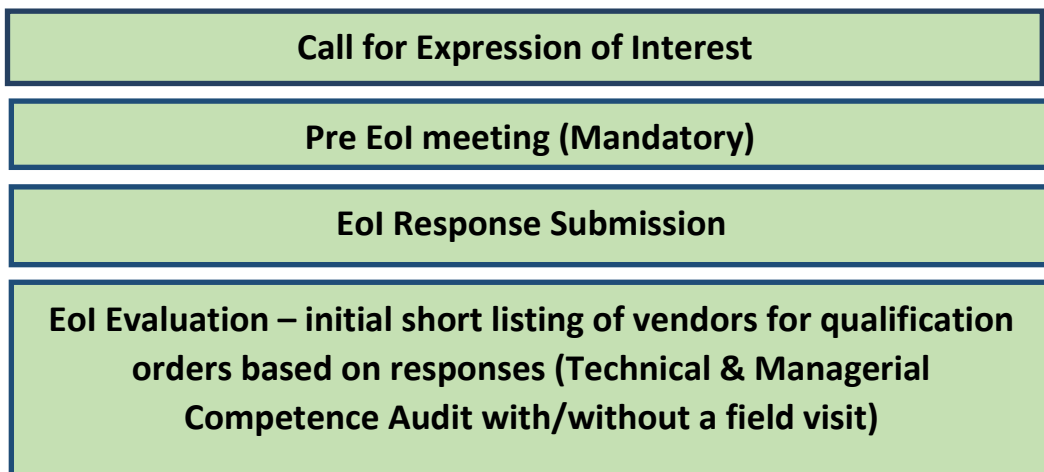 Call for Expression of Interest
Pre EoI meeting (Mandatory)
EoI Response Submission
EoI Evaluation – initial short listing of vendors for qualification
orders based on responses (Technical & Managerial
Competence Audit with/without a field visit)